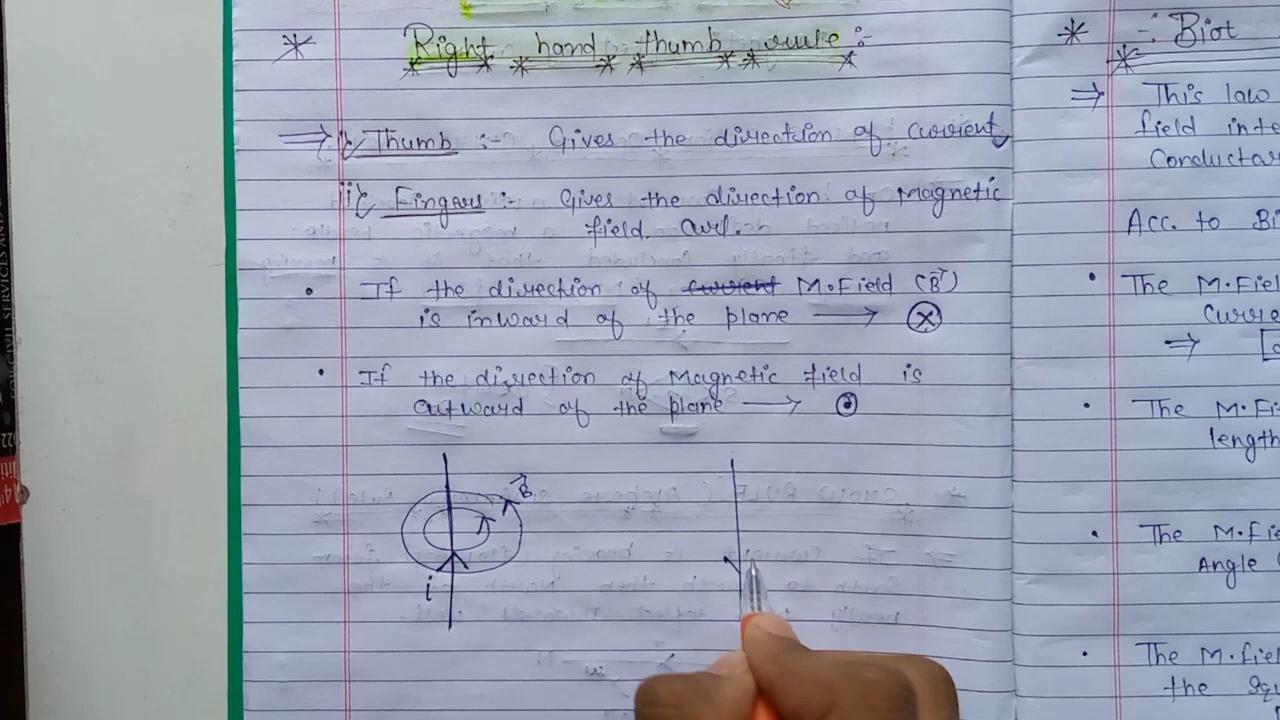 * Right hand thumb rule :-
⇒ i) Thumb :- Gives the direction of current
ii) Fingers :- Gives the direction of Magnetic
field. curl.
• If the direction of current M.Field (B⃗)
is inward of the plane → ⊗
• If the direction of Magnetic field is
outward of the plane → ⊙
B⃗
i
* :- Biot
⇒ This law
field inte
Conductor
Acc. to Bi
• The M.Fiel
curre
⇒
• The M.Fi
length
• The M.fie
Angle
• The M.fiel
the squ